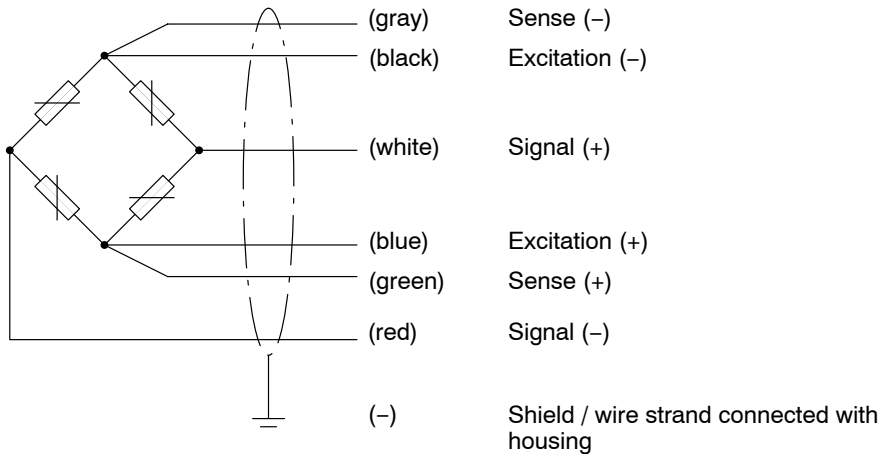 (gray) Sense (−)
(black) Excitation (−)
(white) Signal (+)
(blue) Excitation (+)
(green) Sense (+)
(red) Signal (−)
(−) Shield / wire strand connected with
housing